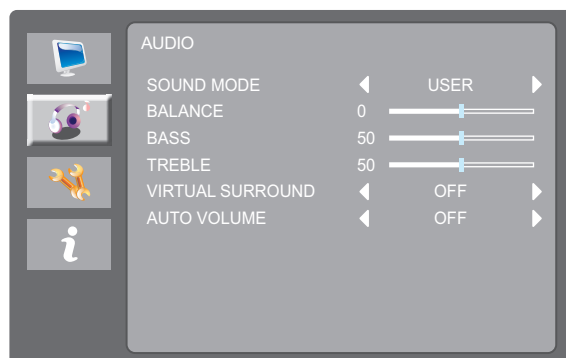 AUDIO
SOUND MODE USER
BALANCE 0
BASS 50
TREBLE 50
VIRTUAL SURROUND OFF
AUTO VOLUME OFF
i